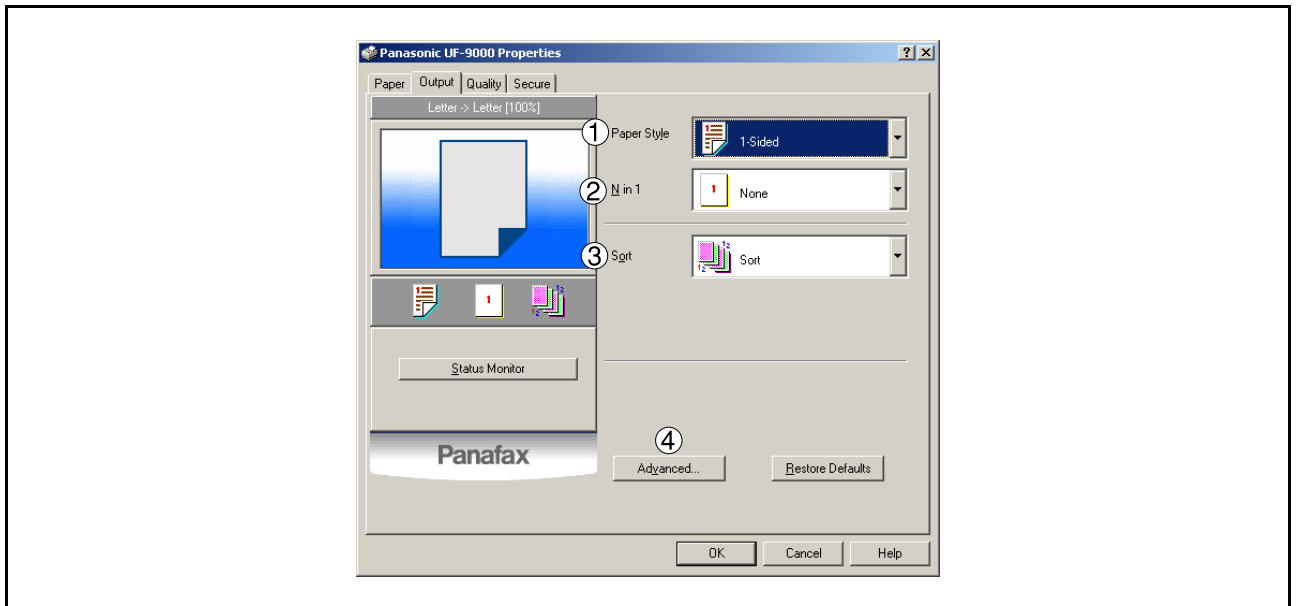 Panasonic UF-9000 Properties
Paper Output Quality Secure
Letter -> Letter [100%]
① Paper Style 1-Sided
② N in 1 1 None
③ Sort Sort
1
Status Monitor
Panafax
④
Advanced... Restore Defaults
OK Cancel Help